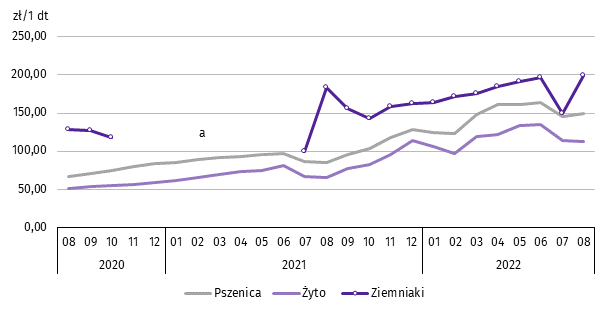 zł/1 dt
250,00
200,00
150,00
100,00
50,00
0,00
a
08 09 10 11 12 01 02 03 04 05 06 07 08 09 10 11 12 01 02 03 04 05 06 07 08
2020 2021 2022
Pszenica Żyto Ziemniaki